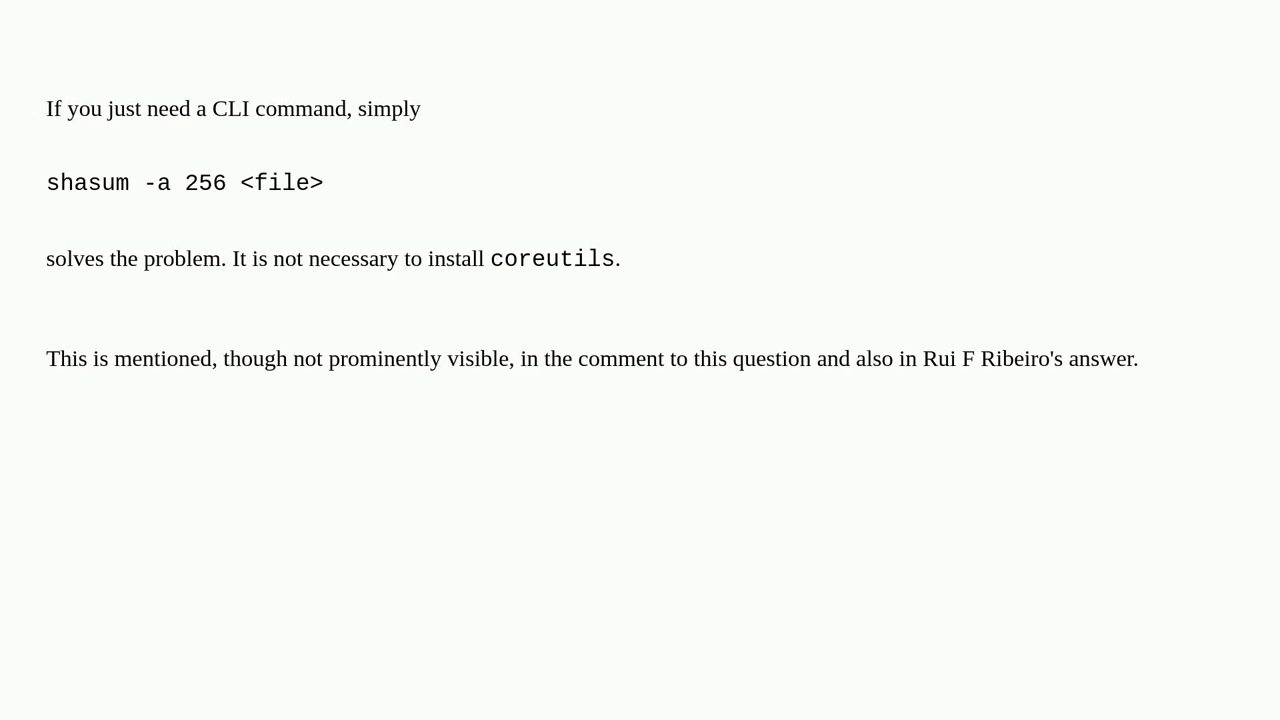 If you just need a CLI command, simply
shasum -a 256 <file>
solves the problem. It is not necessary to install coreutils.
This is mentioned, though not prominently visible, in the comment to this question and also in Rui F Ribeiro's answer.